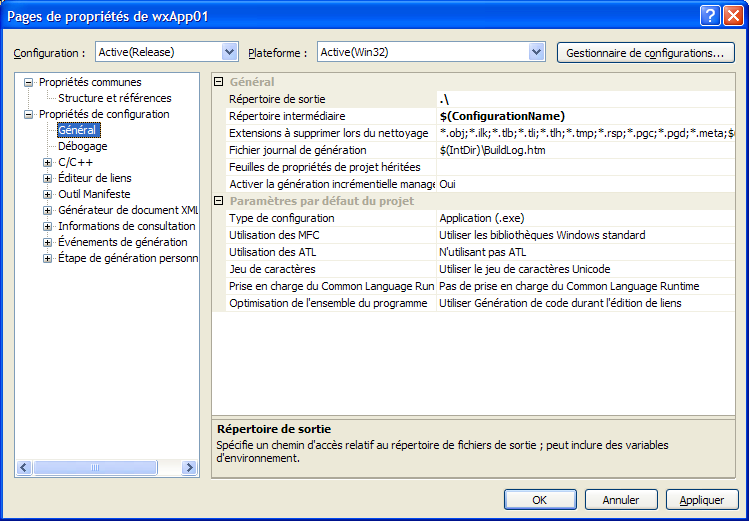 Pages de propriétés de wxApp01
Configuration : Active(Release) Plateforme : Active(Win32) Gestionnaire de configurations...
Propriétés communes
Structure et références
Propriétés de configuration
Général
Débogage
C/C++
Éditeur de liens
Outil Manifeste
Générateur de document XML
Informations de consultation
Événements de génération
Étape de génération personn
Général
Répertoire de sortie .\
Répertoire intermédiaire $(ConfigurationName)
Extensions à supprimer lors du nettoyage *.obj;*.ilk;*.tlb;*.tli;*.tlh;*.tmp;*.rsp;*.pgc;*.pgd;*.meta;$(
Fichier journal de génération $(IntDir)\BuildLog.htm
Feuilles de propriétés de projet héritées
Activer la génération incrémentielle manage Oui
Paramètres par défaut du projet
Type de configuration Application (.exe)
Utilisation des MFC Utiliser les bibliothèques Windows standard
Utilisation des ATL N'utilisant pas ATL
Jeu de caractères Utiliser le jeu de caractères Unicode
Prise en charge du Common Language Run Pas de prise en charge du Common Language Runtime
Optimisation de l'ensemble du programme Utiliser Génération de code durant l'édition de liens
Répertoire de sortie
Spécifie un chemin d'accès relatif au répertoire de fichiers de sortie ; peut inclure des variables
d'environnement.
OK Annuler Appliquer